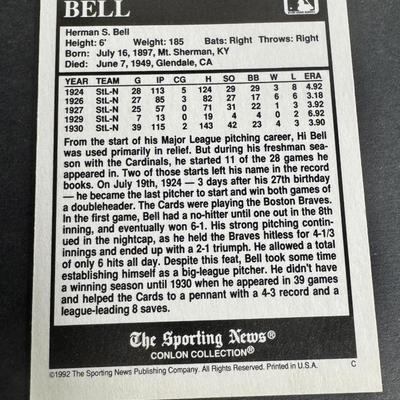 BELL
Herman S. Bell
Height: 6' Weight: 185 Bats: Right Throws: Right
Born: July 16, 1897, Mt. Sherman, KY
Died: June 7, 1949, Glendale, CA
YEAR TEAM G IP CG H SO BB W L ERA
1924 StL-N 28 113 5 124 29 29 3 8 4.92
1926 StL-N 27 85 3 82 27 17 6 6 3.18
1927 StL-N 25 57 0 71 31 22 1 3 3.92
1929 StL-N 7 13 0 19 4 4 0 2 6.92
1930 StL-N 39 115 2 143 42 23 4 3 3.90
From the start of his Major League pitching career, Hi Bell
was used primarily in relief. But during his freshman sea-
son with the Cardinals, he started 11 of the 28 games he
appeared in. Two of those starts left his name in the record
books. On July 19th, 1924 — 3 days after his 27th birthday
— he became the last pitcher to start and win both games of
a doubleheader. The Cards were playing the Boston Braves.
In the first game, Bell had a no-hitter until one out in the 8th
inning, and eventually won 6-1. His strong pitching contin-
ued in the nightcap, as he held the Braves hitless for 4-1/3
innings and ended up with a 2-1 triumph. He allowed a total
of only 6 hits all day. Despite this feat, Bell took some time
establishing himself as a big-league pitcher. He didn't have
a winning season until 1930 when he appeared in 39 games
and helped the Cards to a pennant with a 4-3 record and a
league-leading 8 saves.
The Sporting News®
CONLON COLLECTION®
©1992 The Sporting News Publishing Company. All Rights Reserved. Printed in U.S.A. C